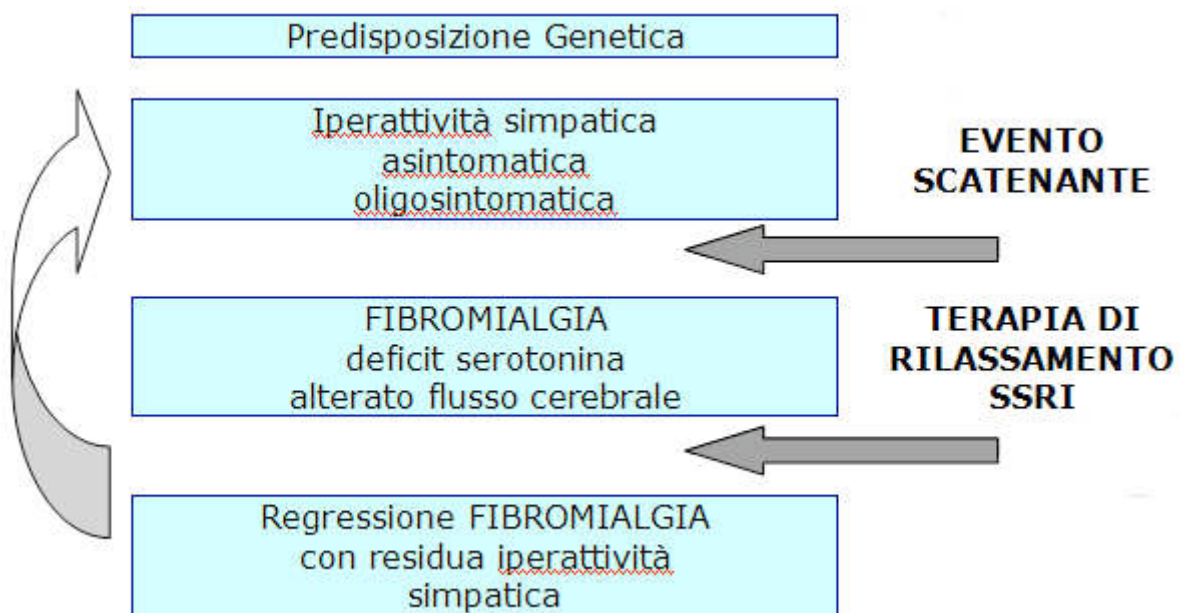 Predisposizione Genetica
Iperattività simpatica
asintomatica
oligosintomatica
EVENTO
SCATENANTE
FIBROMIALGIA
deficit serotonina
alterato flusso cerebrale
TERAPIA DI
RILASSAMENTO
SSRI
Regressione FIBROMIALGIA
con residua iperattività
simpatica